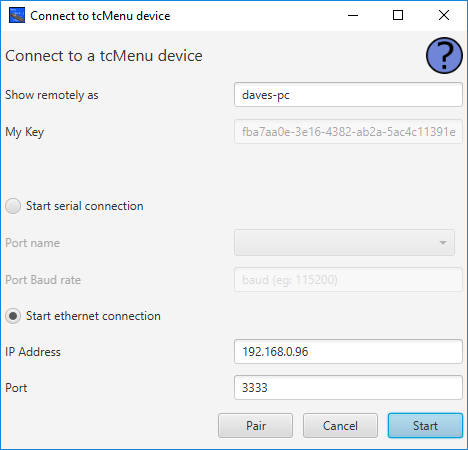 Connect to tcMenu device
Connect to a tcMenu device
?
Show remotely as daves-pc
My Key fba7aa0e-3e16-4382-ab2a-5ac4c11391e
Start serial connection
Port name
Port Baud rate baud (eg: 115200)
Start ethernet connection
IP Address 192.168.0.96
Port 3333
Pair Cancel Start